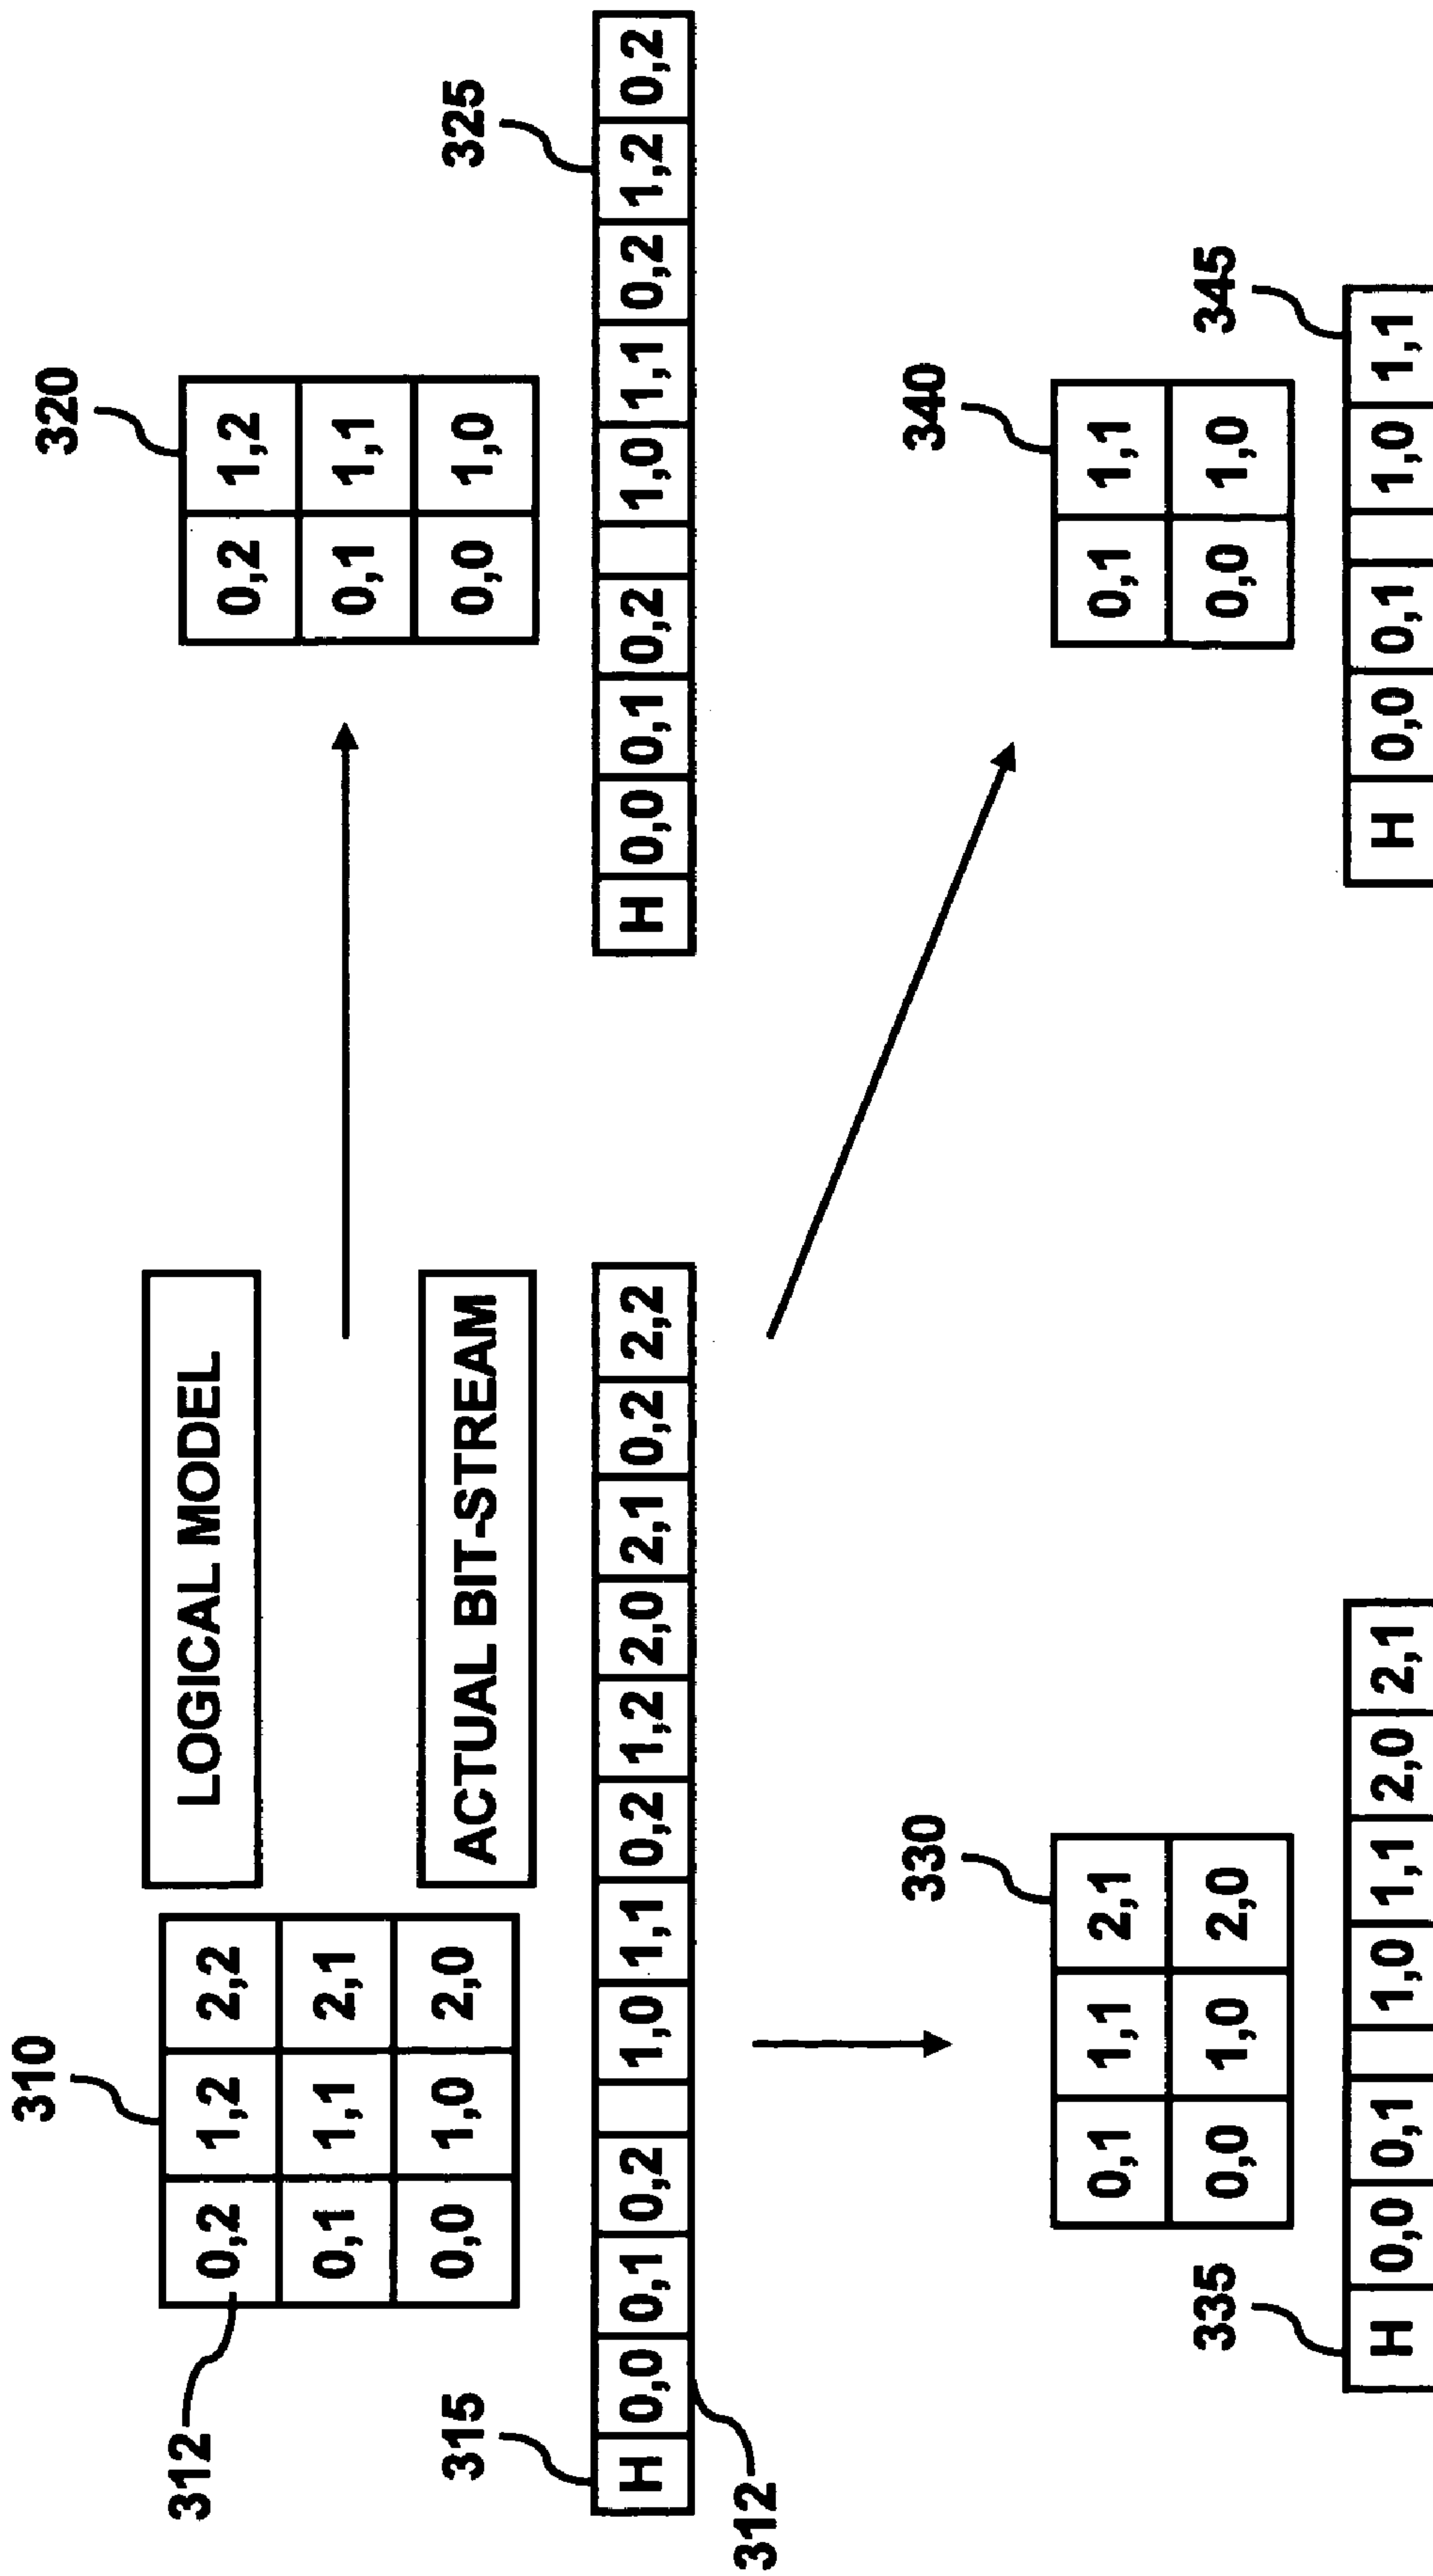 310
312
0,2 1,2 2,2
0,1 1,1 2,1
0,0 1,0 2,0
LOGICAL MODEL
ACTUAL BIT-STREAM
315
H 0,0 0,1 0,2 1,0 1,1 0,2 1,2 2,0 2,1 0,2 2,2
312
320
0,2 1,2
0,1 1,1
0,0 1,0
325
H 0,0 0,1 0,2 1,0 1,1 0,2 1,2 0,2
330
0,1 1,1 2,1
0,0 1,0 2,0
335
H 0,0 0,1 1,0 1,1 2,0 2,1
340
0,1 1,1
0,0 1,0
345
H 0,0 0,1 1,0 1,1